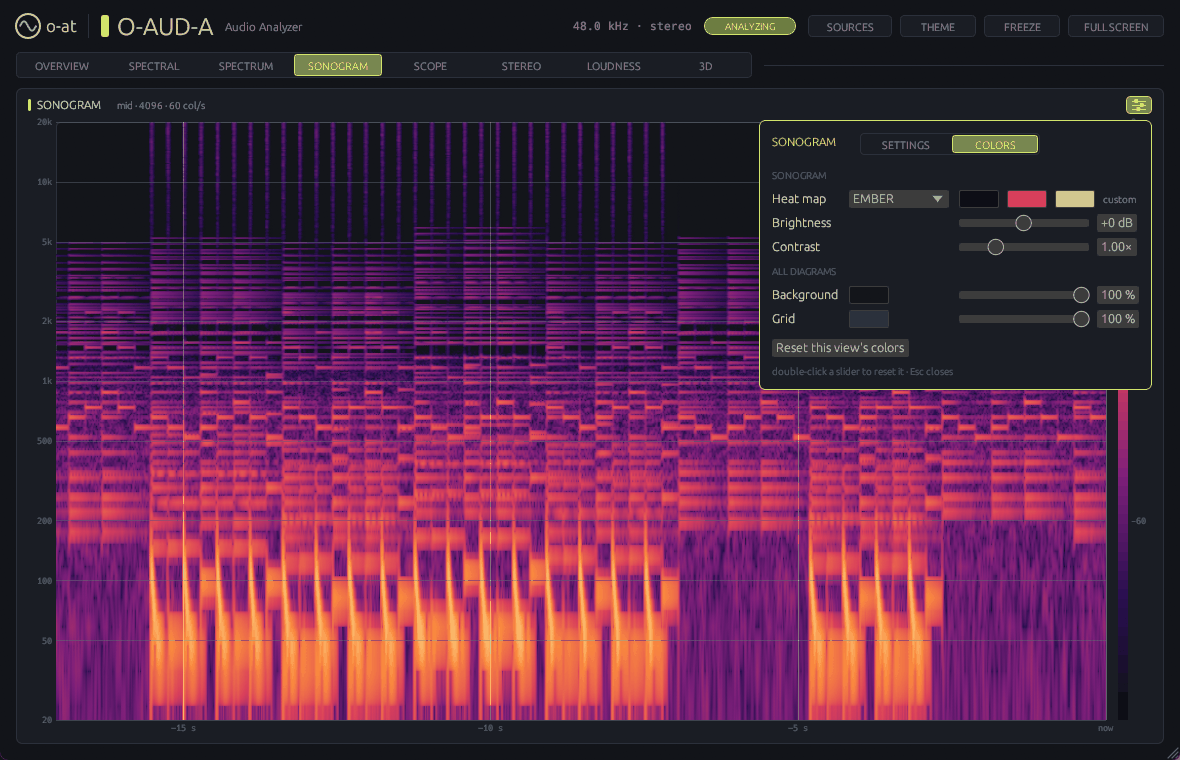 o-at
O-AUD-A
Audio Analyzer
48.0 kHz · stereo
ANALYZING
SOURCES
THEME
FREEZE
FULLSCREEN
OVERVIEW
SPECTRAL
SPECTRUM
SONOGRAM
SCOPE
STEREO
LOUDNESS
3D
SONOGRAM
mid · 4096 · 60 col/s
20k
10k
5k
2k
1k
500
200
100
50
20
−15 s
−10 s
−5 s
now
−60
SONOGRAM
SETTINGS
COLORS
SONOGRAM
Heat map
EMBER
custom
Brightness
+0 dB
Contrast
1.00×
ALL DIAGRAMS
Background
100 %
Grid
100 %
Reset this view's colors
double-click a slider to reset it · Esc closes